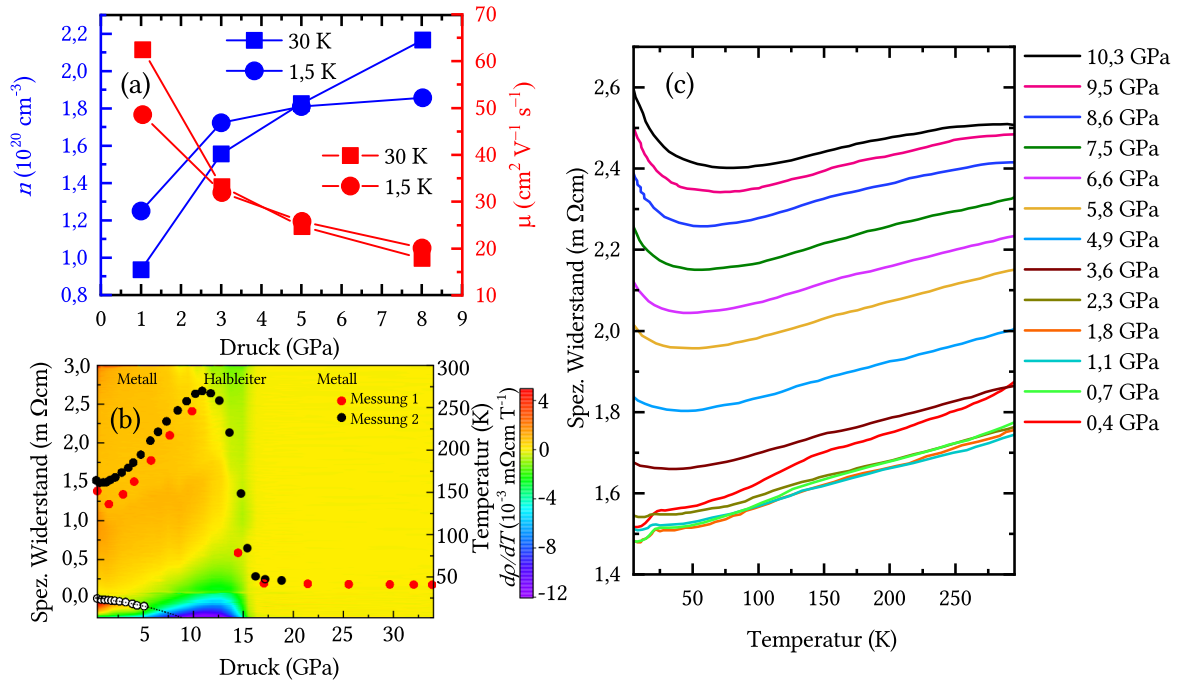 (a)
n (10²⁰ cm⁻³)
2,2
2,0
1,8
1,6
1,4
1,2
1,0
0,8
30 K
1,5 K
30 K
1,5 K
70
60
50
40
30
20
10
μ (cm² V⁻¹ s⁻¹)
0 1 2 3 4 5 6 7 8 9
Druck (GPa)
(b)
Spez. Widerstand (m Ωcm)
3,0
2,5
2,0
1,5
1,0
0,5
0,0
Metall Halbleiter Metall
Messung 1
Messung 2
300
250
200
150
100
50
Temperatur (K)
4
0
-4
-8
-12
dρ/dT (10⁻³ mΩcm T⁻¹)
5 10 15 20 25 30
Druck (GPa)
(c)
Spez. Widerstand (m Ωcm)
2,6
2,4
2,2
2,0
1,8
1,6
1,4
50 100 150 200 250
Temperatur (K)
10,3 GPa
9,5 GPa
8,6 GPa
7,5 GPa
6,6 GPa
5,8 GPa
4,9 GPa
3,6 GPa
2,3 GPa
1,8 GPa
1,1 GPa
0,7 GPa
0,4 GPa